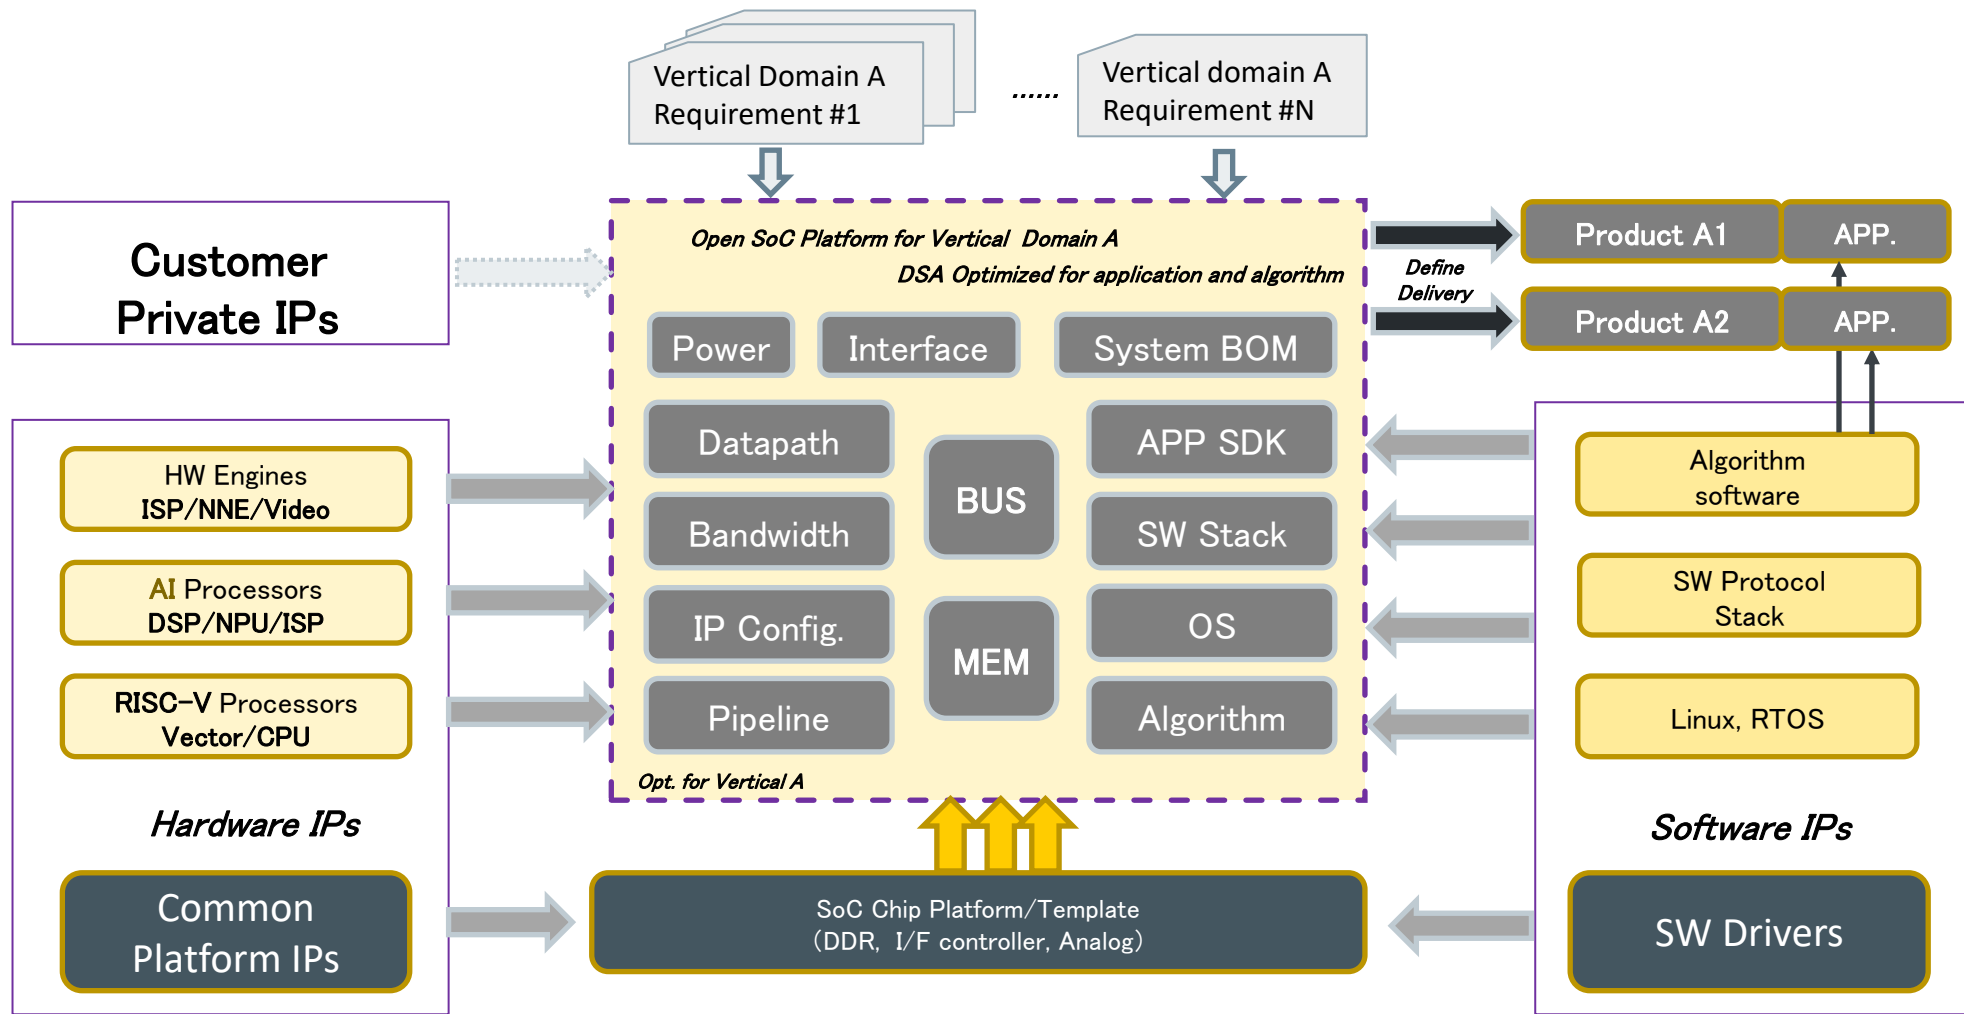 Vertical Domain A
Requirement #1
......
Vertical domain A
Requirement #N
Customer
Private IPs
Open SoC Platform for Vertical Domain A
DSA Optimized for application and algorithm
Define
Delivery
Product A1
APP.
Product A2
APP.
Power
Interface
System BOM
Datapath
Bandwidth
IP Config.
Pipeline
BUS
MEM
APP SDK
SW Stack
OS
Algorithm
Opt. for Vertical A
HW Engines
ISP/NNE/Video
AI Processors
DSP/NPU/ISP
RISC-V Processors
Vector/CPU
Hardware IPs
Common
Platform IPs
SoC Chip Platform/Template
(DDR, I/F controller, Analog)
Algorithm
software
SW Protocol
Stack
Linux, RTOS
Software IPs
SW Drivers